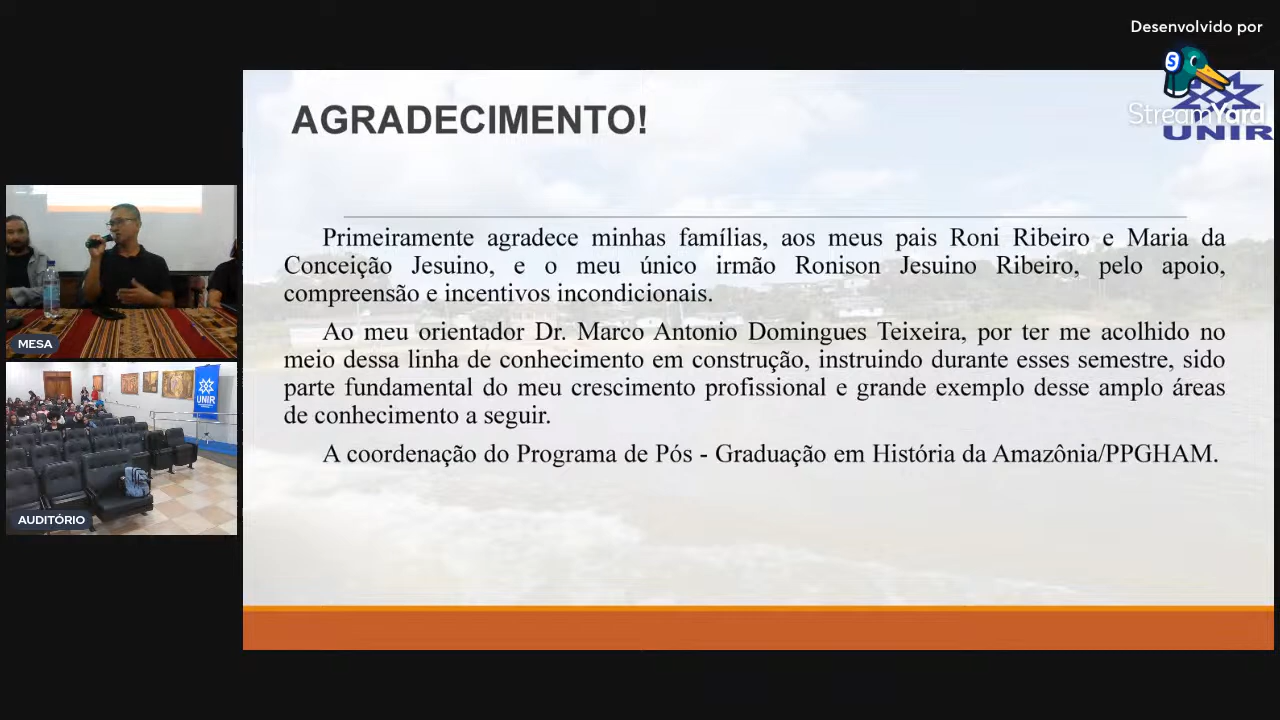 Desenvolvido por
StreamYard
UNIR
AGRADECIMENTO!
Primeiramente agradece minhas famílias, aos meus pais Roni Ribeiro e Maria da
Conceição Jesuino, e o meu único irmão Ronison Jesuino Ribeiro, pelo apoio,
compreensão e incentivos incondicionais.
Ao meu orientador Dr. Marco Antonio Domingues Teixeira, por ter me acolhido no
meio dessa linha de conhecimento em construção, instruindo durante esses semestre, sido
parte fundamental do meu crescimento profissional e grande exemplo desse amplo áreas
de conhecimento a seguir.
A coordenação do Programa de Pós - Graduação em História da Amazônia/PPGHAM.
MESA
UNIR
AUDITÓRIO